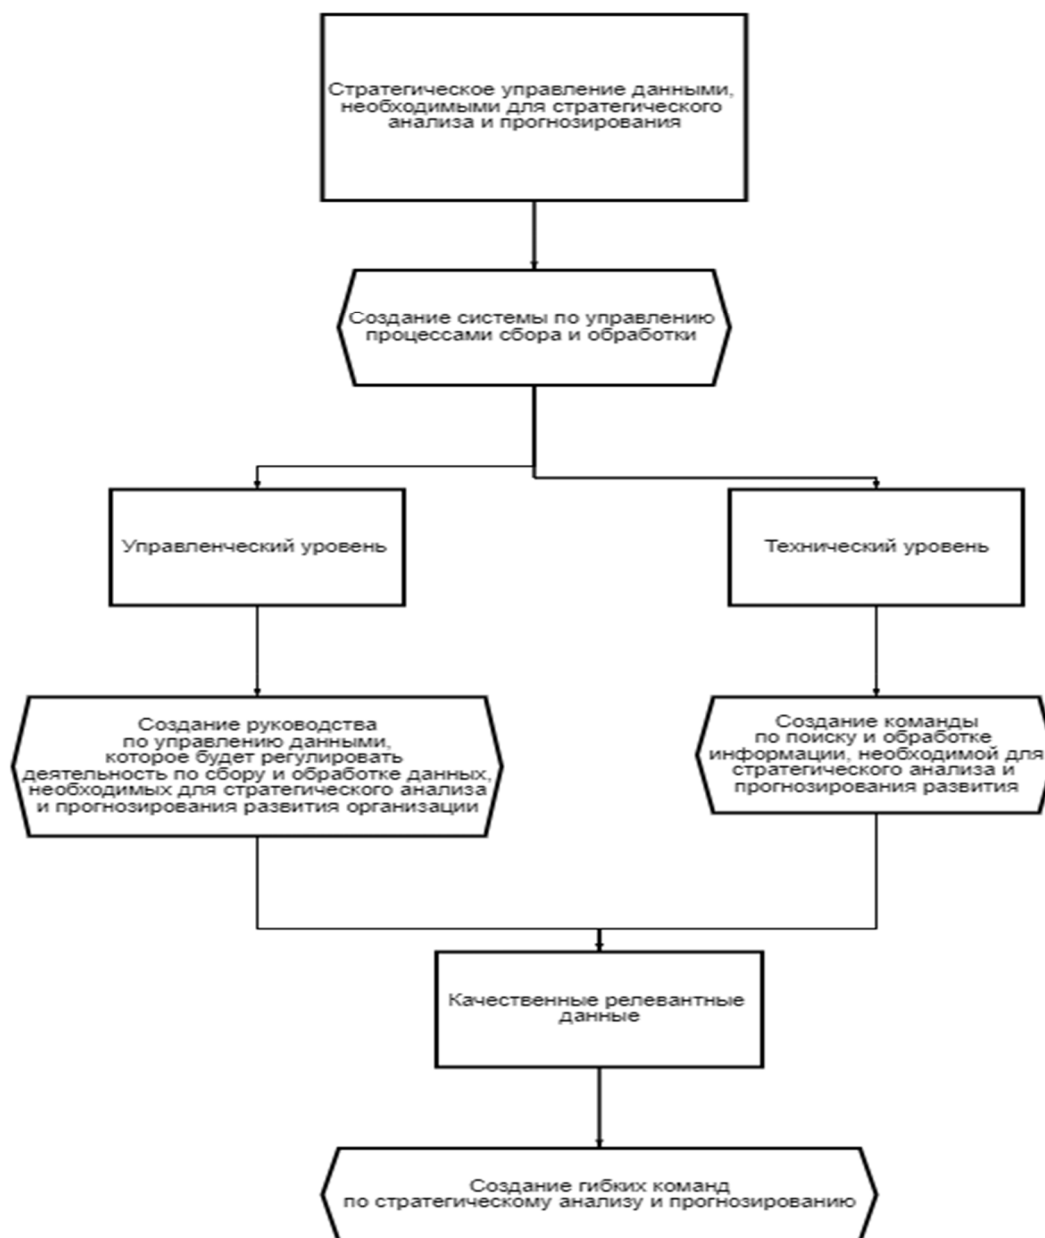 Стратегическое управление данными,
необходимыми для стратегического
анализа и прогнозирования
Создание системы по управлению
процессами сбора и обработки
Управленческий уровень
Технический уровень
Создание руководства
по управлению данными,
которое будет регулировать
деятельность по сбору и обработке данных,
необходимых для стратегического анализа
и прогнозирования развития организации
Создание команды
по поиску и обработке
информации, необходимой для
стратегического анализа и
прогнозирования развития
Качественные релевантные
данные
Создание гибких команд
по стратегическому анализу и прогнозированию